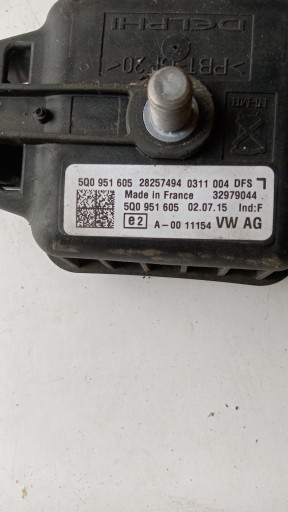 DELPHI
5Q0 951 605 28257494 0311 004 DFS
Made in France 32979044
5Q0 951 605 02.07.15 Ind:F
e2 A-00 11154 VW AG